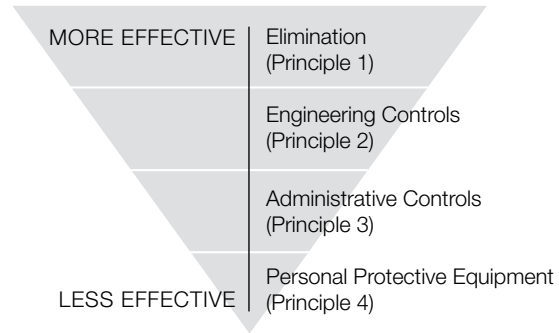 MORE EFFECTIVE
Elimination
(Principle 1)
Engineering Controls
(Principle 2)
Administrative Controls
(Principle 3)
Personal Protective Equipment
LESS EFFECTIVE
(Principle 4)